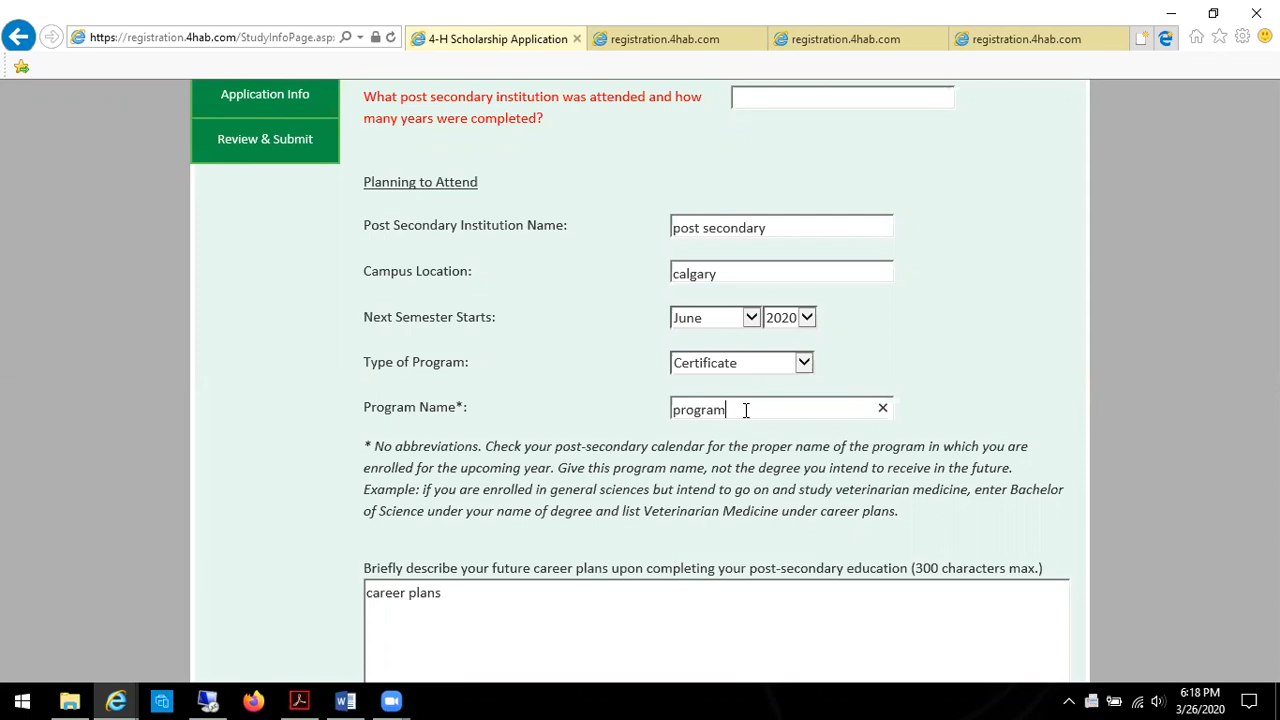 https://registration.4hab.com/StudyInfoPage.asp:
4-H Scholarship Application
registration.4hab.com
registration.4hab.com
registration.4hab.com
Application Info
Review & Submit
What post secondary institution was attended and how
many years were completed?
Planning to Attend
Post Secondary Institution Name:
post secondary
Campus Location:
calgary
Next Semester Starts:
June
2020
Type of Program:
Certificate
Program Name*:
program
* No abbreviations. Check your post-secondary calendar for the proper name of the program in which you are
enrolled for the upcoming year. Give this program name, not the degree you intend to receive in the future.
Example: if you are enrolled in general sciences but intend to go on and study veterinarian medicine, enter Bachelor
of Science under your name of degree and list Veterinarian Medicine under career plans.
Briefly describe your future career plans upon completing your post-secondary education (300 characters max.)
career plans
6:18 PM
3/26/2020